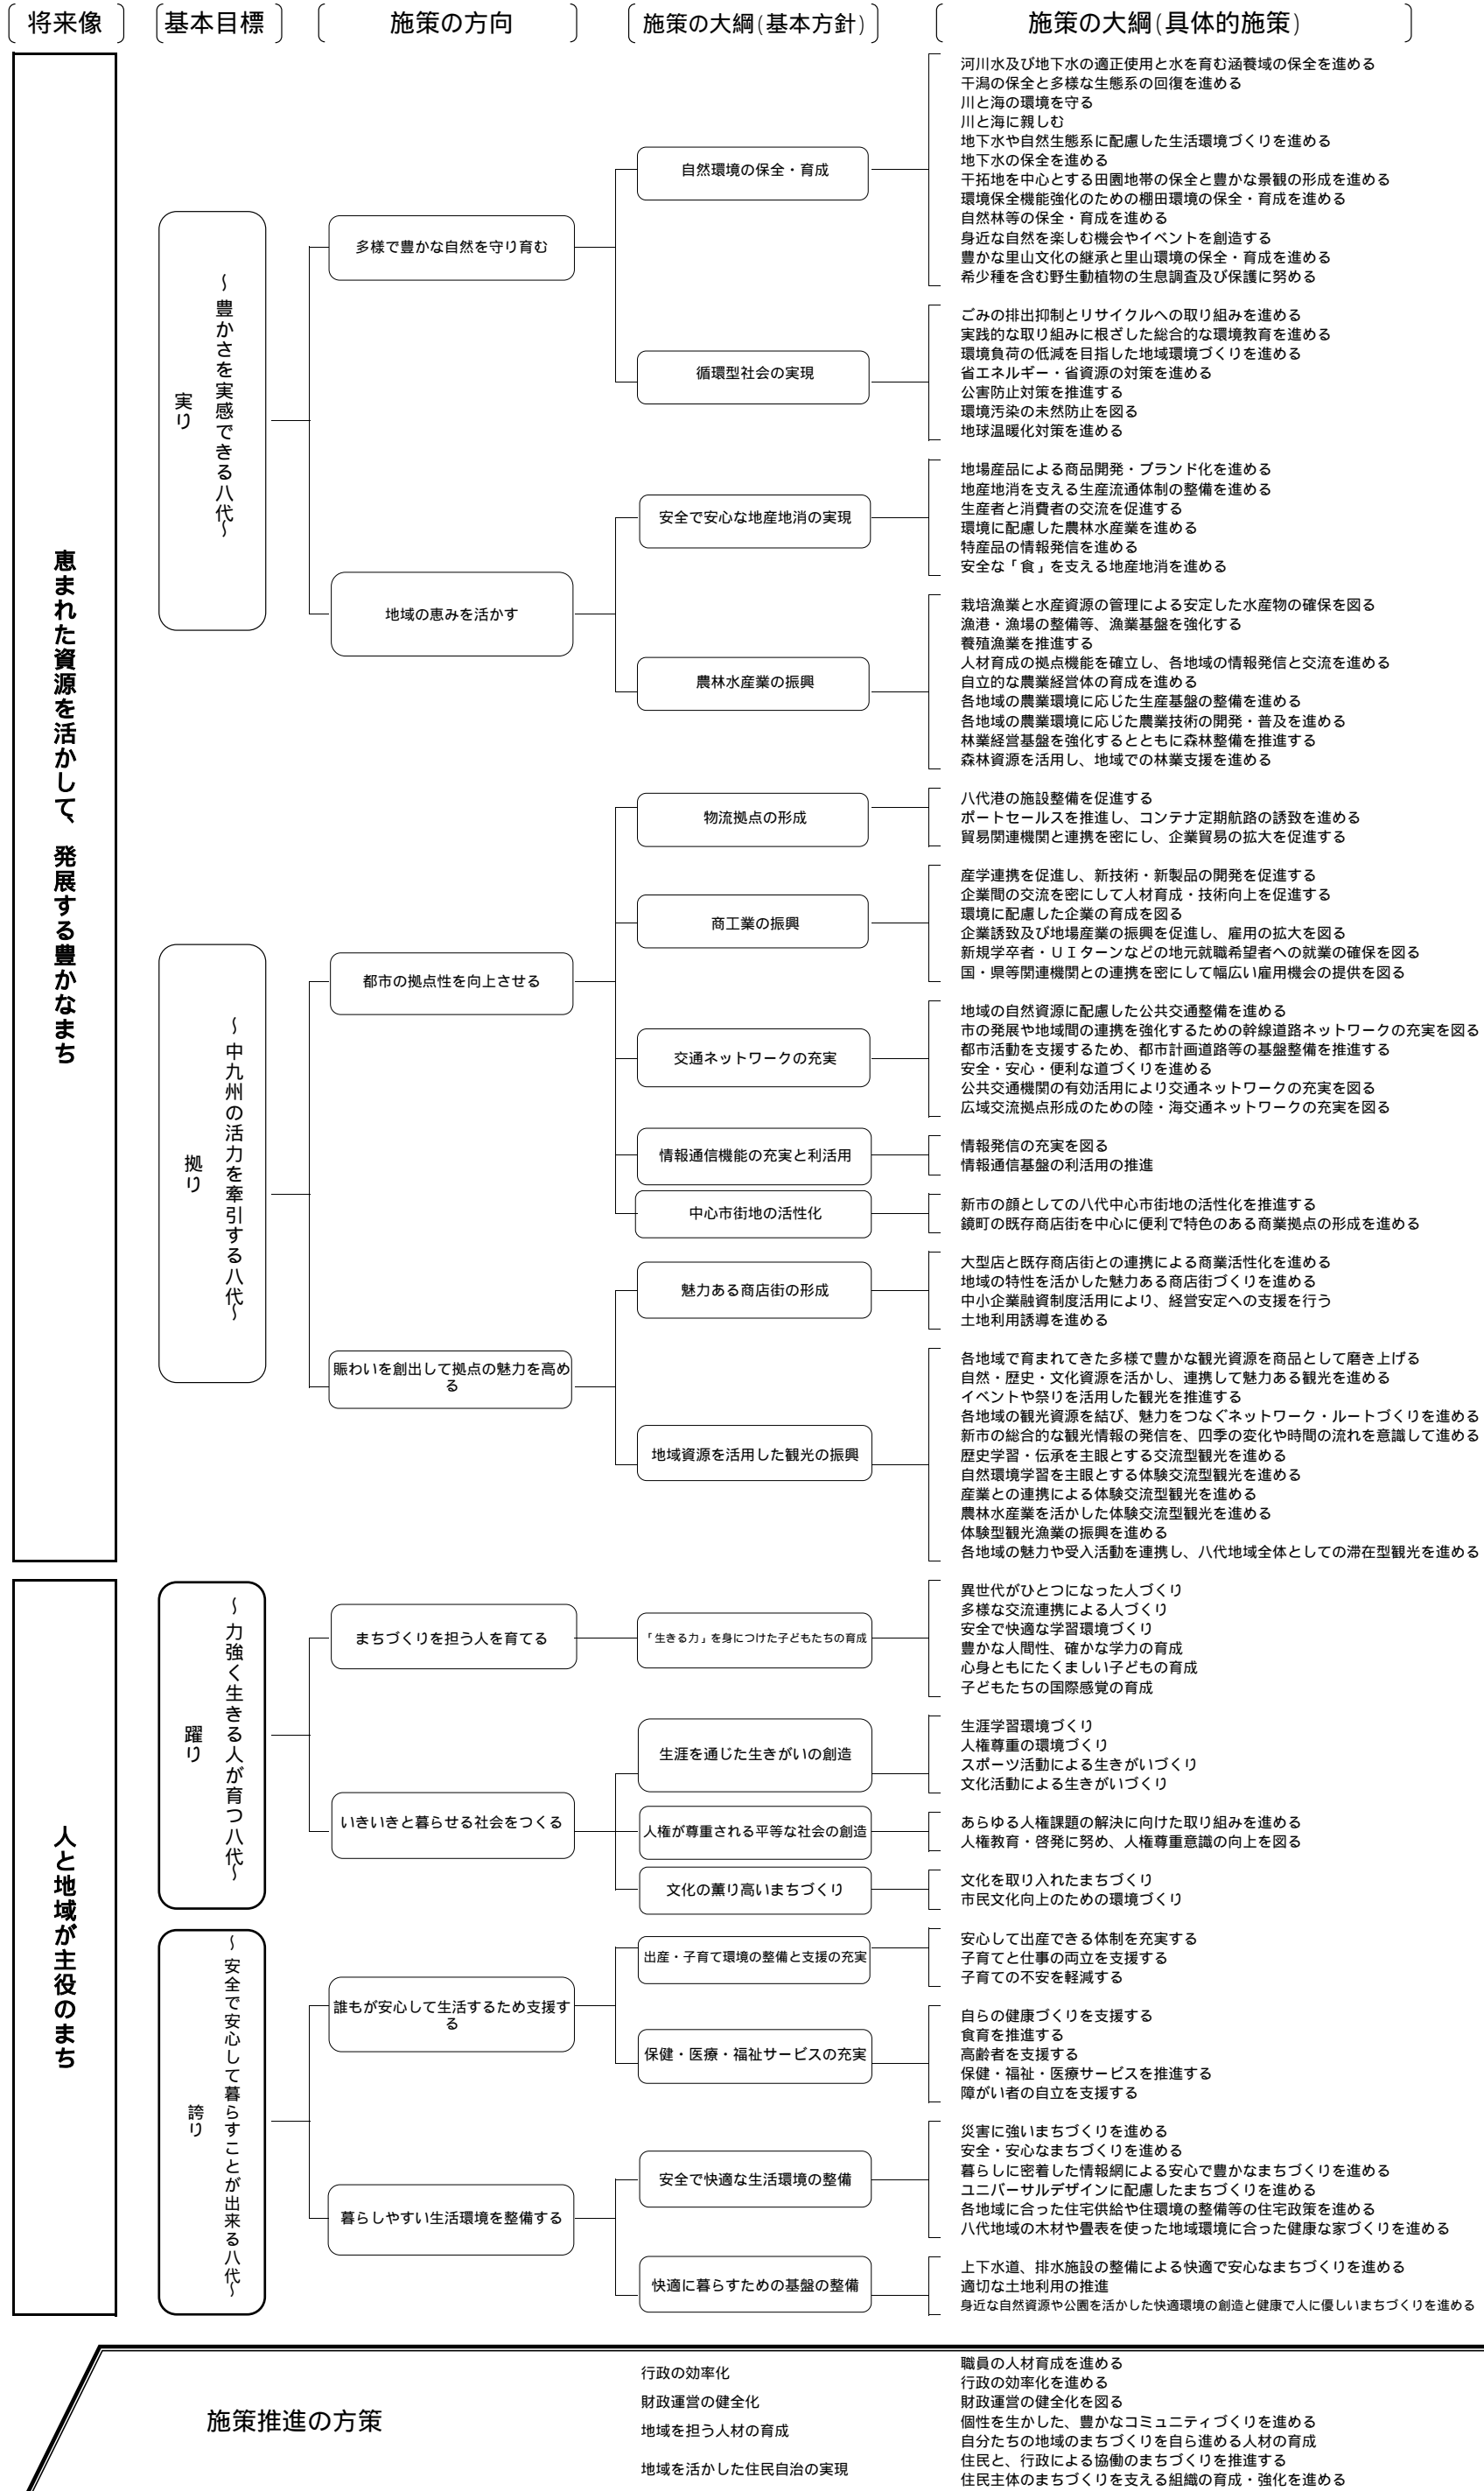 将来像
基本目標
施策の方向
施策の大綱(基本方針)
施策の大綱(具体的施策)
恵まれた資源を活かして、発展する豊かなまち
実り
～豊かさを実感できる八代～
多様で豊かな自然を守り育む
自然環境の保全・育成
河川水及び地下水の適正使用と水を育む涵養域の保全を進める
干潟の保全と多様な生態系の回復を進める
川と海の環境を守る
川と海に親しむ
地下水や自然生態系に配慮した生活環境づくりを進める
地下水の保全を進める
干拓地を中心とする田園地帯の保全と豊かな景観の形成を進める
環境保全機能強化のための棚田環境の保全・育成を進める
自然林等の保全・育成を進める
身近な自然を楽しむ機会やイベントを創造する
豊かな里山文化の継承と里山環境の保全・育成を進める
希少種を含む野生動植物の生息調査及び保護に努める
循環型社会の実現
ごみの排出抑制とリサイクルへの取り組みを進める
実践的な取り組みに根ざした総合的な環境教育を進める
環境負荷の低減を目指した地域環境づくりを進める
省エネルギー・省資源の対策を進める
公害防止対策を推進する
環境汚染の未然防止を図る
地球温暖化対策を進める
地域の恵みを活かす
安全で安心な地産地消の実現
地場産品による商品開発・ブランド化を進める
地産地消を支える生産流通体制の整備を進める
生産者と消費者の交流を促進する
環境に配慮した農林水産業を進める
特産品の情報発信を進める
安全な「食」を支える地産地消を進める
農林水産業の振興
栽培漁業と水産資源の管理による安定した水産物の確保を図る
漁港・漁場の整備等、漁業基盤を強化する
養殖漁業を推進する
人材育成の拠点機能を確立し、各地域の情報発信と交流を進める
自立的な農業経営体の育成を進める
各地域の農業環境に応じた生産基盤の整備を進める
各地域の農業環境に応じた農業技術の開発・普及を進める
林業経営基盤を強化するとともに森林整備を推進する
森林資源を活用し、地域での林業支援を進める
拠り
～中九州の活力を牽引する八代～
都市の拠点性を向上させる
物流拠点の形成
八代港の施設整備を促進する
ポートセールスを推進し、コンテナ定期航路の誘致を進める
貿易関連機関と連携を密にし、企業貿易の拡大を促進する
商工業の振興
産学連携を促進し、新技術・新製品の開発を促進する
企業間の交流を密にして人材育成・技術向上を促進する
環境に配慮した企業の育成を図る
企業誘致及び地場産業の振興を促進し、雇用の拡大を図る
新規学卒者・UIターンなどの地元就職希望者への就業の確保を図る
国・県等関連機関との連携を密にして幅広い雇用機会の提供を図る
交通ネットワークの充実
地域の自然資源に配慮した公共交通整備を進める
市の発展や地域間の連携を強化するための幹線道路ネットワークの充実を図る
都市活動を支援するため、都市計画道路等の基盤整備を推進する
安全・安心・便利な道づくりを進める
公共交通機関の有効活用により交通ネットワークの充実を図る
広域交流拠点形成のための陸・海交通ネットワークの充実を図る
情報通信機能の充実と利活用
情報発信の充実を図る
情報通信基盤の利活用の推進
中心市街地の活性化
新市の顔としての八代中心市街地の活性化を推進する
鏡町の既存商店街を中心に便利で特色のある商業拠点の形成を進める
賑わいを創出して拠点の魅力を高め
る
魅力ある商店街の形成
大型店と既存商店街との連携による商業活性化を進める
地域の特性を活かした魅力ある商店街づくりを進める
中小企業融資制度活用により、経営安定への支援を行う
土地利用誘導を進める
地域資源を活用した観光の振興
各地域で育まれてきた多様で豊かな観光資源を商品として磨き上げる
自然・歴史・文化資源を活かし、連携して魅力ある観光を進める
イベントや祭りを活用した観光を推進する
各地域の観光資源を結び、魅力をつなぐネットワーク・ルートづくりを進める
新市の総合的な観光情報の発信を、四季の変化や時間の流れを意識して進める
歴史学習・伝承を主眼とする交流型観光を進める
自然環境学習を主眼とする体験交流型観光を進める
産業との連携による体験交流型観光を進める
農林水産業を活かした体験交流型観光を進める
体験型観光漁業の振興を進める
各地域の魅力や受入活動を連携し、八代地域全体としての滞在型観光を進める
人と地域が主役のまち
躍り
～力強く生きる人が育つ八代～
まちづくりを担う人を育てる
「生きる力」を身につけた子どもたちの育成
異世代がひとつになった人づくり
多様な交流連携による人づくり
安全で快適な学習環境づくり
豊かな人間性、確かな学力の育成
心身ともにたくましい子どもの育成
子どもたちの国際感覚の育成
いきいきと暮らせる社会をつくる
生涯を通じた生きがいの創造
生涯学習環境づくり
人権尊重の環境づくり
スポーツ活動による生きがいづくり
文化活動による生きがいづくり
人権が尊重される平等な社会の創造
あらゆる人権課題の解決に向けた取り組みを進める
人権教育・啓発に努め、人権尊重意識の向上を図る
文化の薫り高いまちづくり
文化を取り入れたまちづくり
市民文化向上のための環境づくり
誇り
～安全で安心して暮らすことが出来る八代～
誰もが安心して生活するため支援す
る
出産・子育て環境の整備と支援の充実
安心して出産できる体制を充実する
子育てと仕事の両立を支援する
子育ての不安を軽減する
保健・医療・福祉サービスの充実
自らの健康づくりを支援する
食育を推進する
高齢者を支援する
保健・福祉・医療サービスを推進する
障がい者の自立を支援する
暮らしやすい生活環境を整備する
安全で快適な生活環境の整備
災害に強いまちづくりを進める
安全・安心なまちづくりを進める
暮らしに密着した情報網による安心で豊かなまちづくりを進める
ユニバーサルデザインに配慮したまちづくりを進める
各地域に合った住宅供給や住環境の整備等の住宅政策を進める
八代地域の木材や畳表を使った地域環境に合った健康な家づくりを進める
快適に暮らすための基盤の整備
上下水道、排水施設の整備による快適で安心なまちづくりを進める
適切な土地利用の推進
身近な自然資源や公園を活かした快適環境の創造と健康で人に優しいまちづくりを進める
施策推進の方策
行政の効率化
財政運営の健全化
地域を担う人材の育成
地域を活かした住民自治の実現
職員の人材育成を進める
行政の効率化を進める
財政運営の健全化を図る
個性を生かした、豊かなコミュニティづくりを進める
自分たちの地域のまちづくりを自ら進める人材の育成
住民と、行政による協働のまちづくりを推進する
住民主体のまちづくりを支える組織の育成・強化を進める